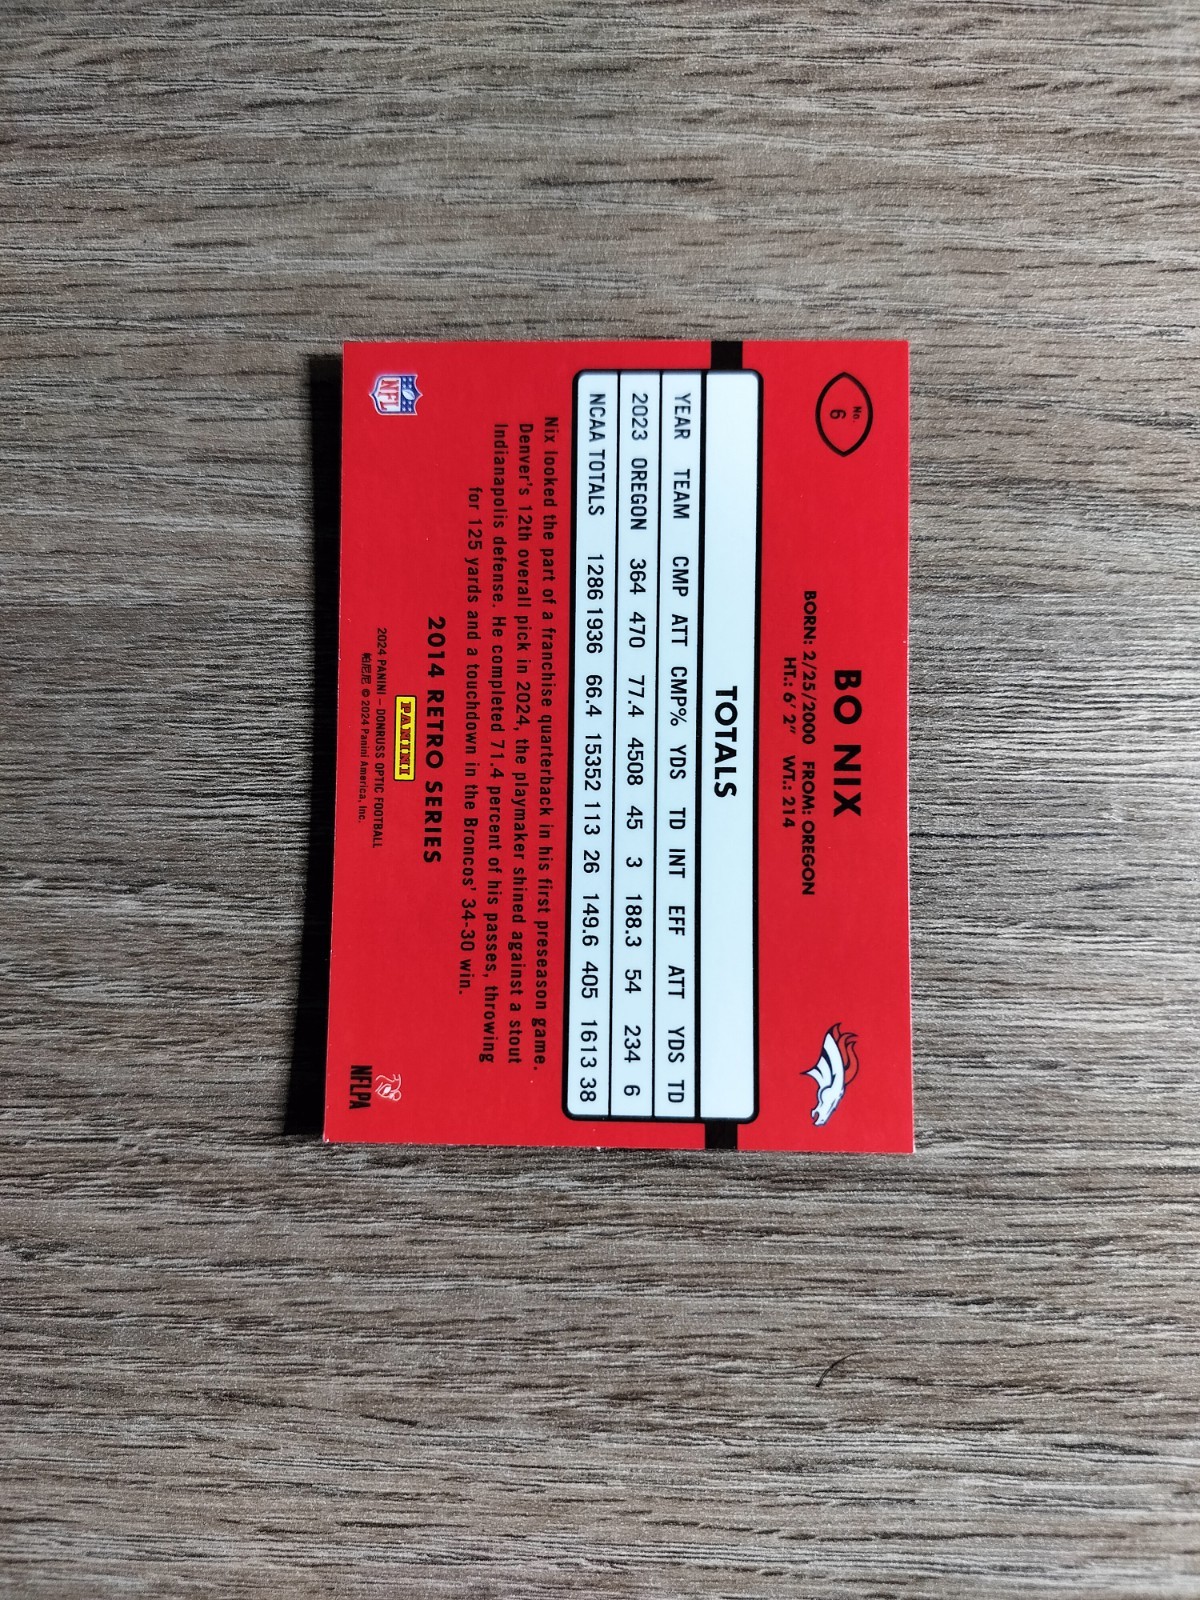 No.
6
BO NIX
BORN: 2/25/2000 FROM: OREGON
HT.: 6' 2" WT.: 214
TOTALS
YEAR TEAM CMP ATT CMP% YDS TD INT EFF ATT YDS TD
2023 OREGON 364 470 77.4 4508 45 3 188.3 54 234 6
NCAA TOTALS 1286 1936 66.4 15352 113 26 149.6 405 1613 38
Nix looked the part of a franchise quarterback in his first preseason game.
Denver's 12th overall pick in 2024, the playmaker shined against a stout
Indianapolis defense. He completed 71.4 percent of his passes, throwing
for 125 yards and a touchdown in the Broncos' 34-30 win.
2014 RETRO SERIES
PANINI
2024 PANINI – DONRUSS OPTIC FOOTBALL
帕尼尼 © 2024 Panini America, Inc.
NFL
NFLPA